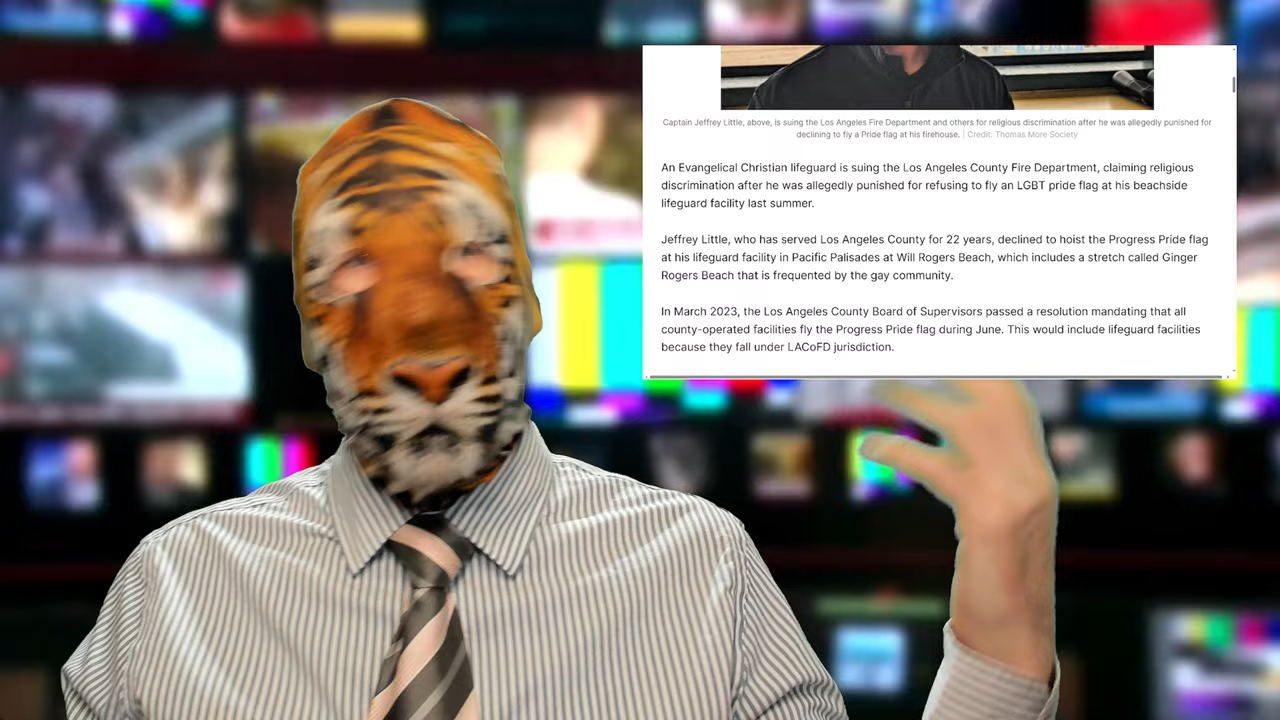 Captain Jeffrey Little, above, is suing the Los Angeles Fire Department and others for religious discrimination after he was allegedly punished for
declining to fly a Pride flag at his firehouse. | Credit: Thomas More Society
An Evangelical Christian lifeguard is suing the Los Angeles County Fire Department, claiming religious
discrimination after he was allegedly punished for refusing to fly an LGBT pride flag at his beachside
lifeguard facility last summer.
Jeffrey Little, who has served Los Angeles County for 22 years, declined to hoist the Progress Pride flag
at his lifeguard facility in Pacific Palisades at Will Rogers Beach, which includes a stretch called Ginger
Rogers Beach that is frequented by the gay community.
In March 2023, the Los Angeles County Board of Supervisors passed a resolution mandating that all
county-operated facilities fly the Progress Pride flag during June. This would include lifeguard facilities
because they fall under LACoFD jurisdiction.